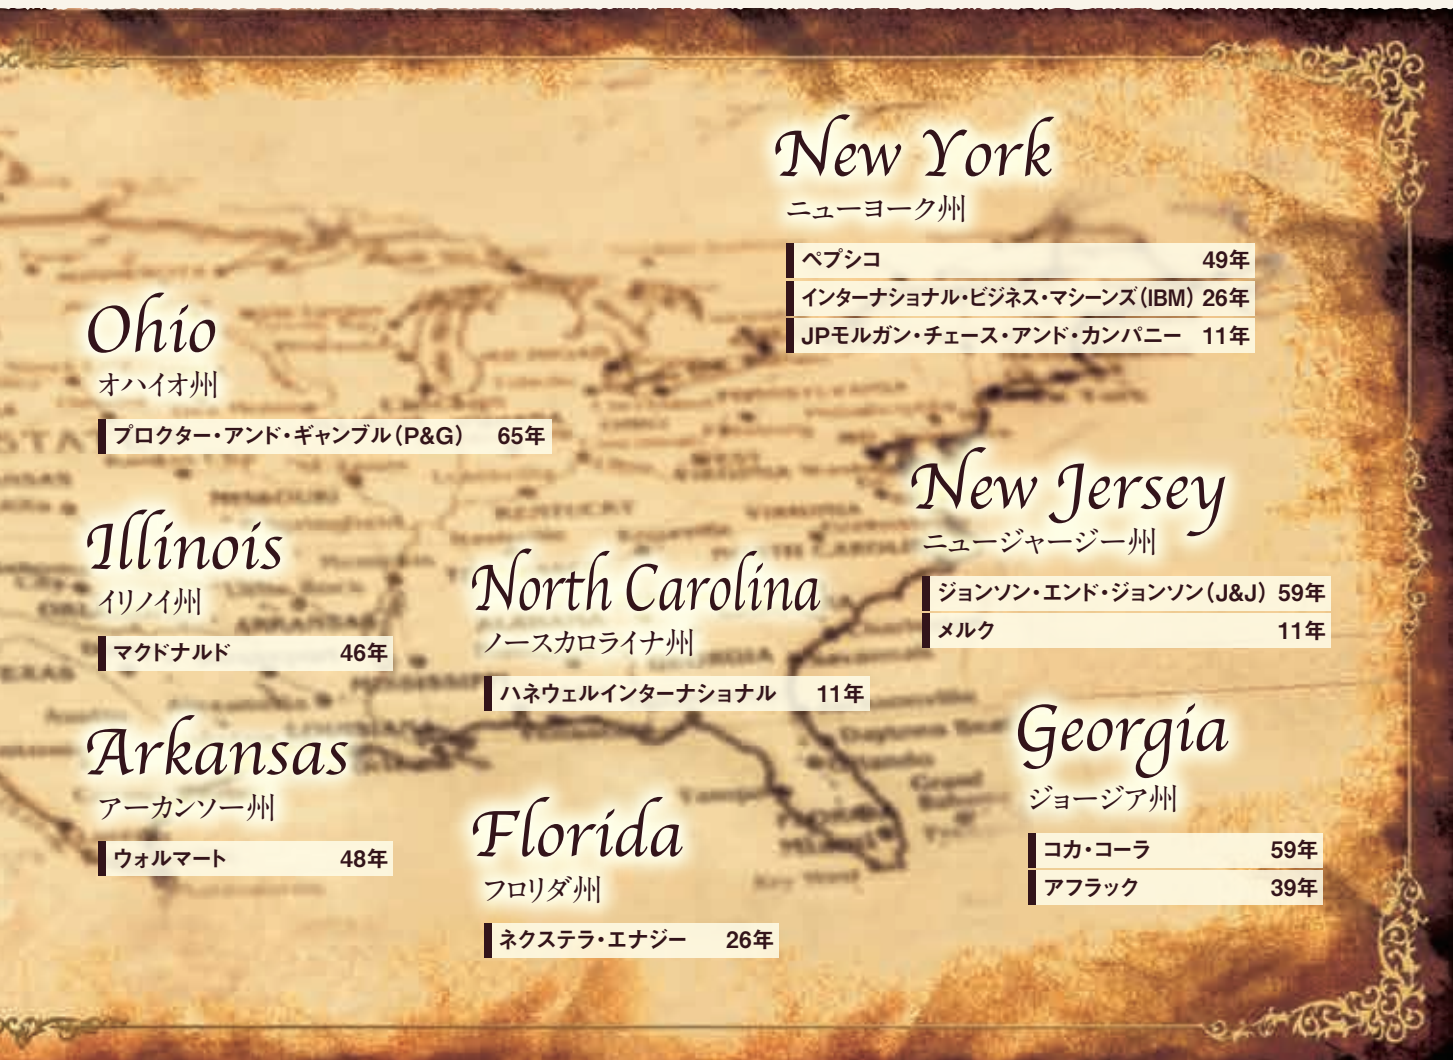 New York
ニューヨーク州
ペプシコ 49年
インターナショナル・ビジネス・マシーンズ（IBM） 26年
JPモルガン・チェース・アンド・カンパニー 11年
Ohio
オハイオ州
プロクター・アンド・ギャンブル（P&G） 65年
New Jersey
ニュージャージー州
ジョンソン・エンド・ジョンソン（J&J） 59年
メルク 11年
Illinois
イリノイ州
マクドナルド 46年
North Carolina
ノースカロライナ州
ハネウェルインターナショナル 11年
Georgia
ジョージア州
コカ・コーラ 59年
アフラック 39年
Arkansas
アーカンソー州
ウォルマート 48年
Florida
フロリダ州
ネクステラ・エナジー 26年
KENTUCKY
MISSOURI